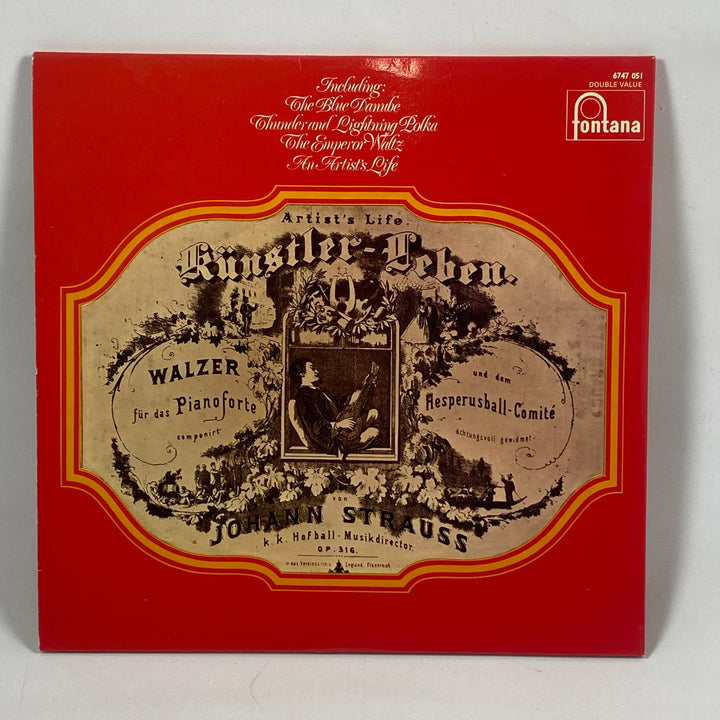 6747 051
DOUBLE VALUE
fontana
Including:
The Blue Danube
Thunder and Lightning Polka
The Emperor Waltz
An Artist's Life
Artist's Life.
Künstler-Leben.
WALZER
für das Pianoforte
componirt
und dem
Hesperusball-Comité
achtungsvoll gewidmet
von
JOHANN STRAUSS
k. k. Hofball-Musikdirector.
OP. 316.
England, Frankreich